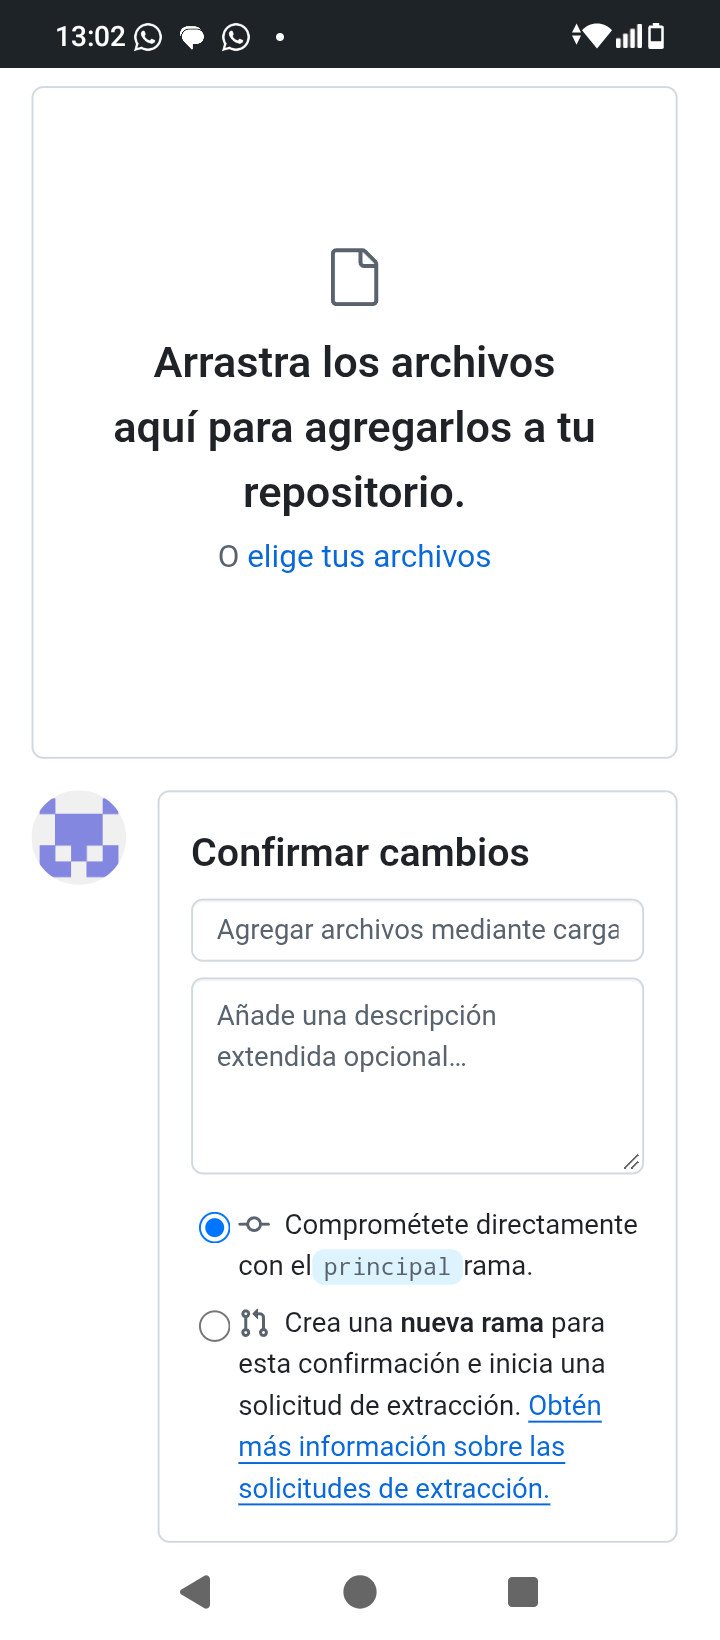 13:02
Arrastra los archivos
aquí para agregarlos a tu
repositorio.
O elige tus archivos
Confirmar cambios
Agregar archivos mediante carga
Añade una descripción
extendida opcional...
Comprométete directamente
con el principal rama.
Crea una nueva rama para
esta confirmación e inicia una
solicitud de extracción. Obtén
más información sobre las
solicitudes de extracción.